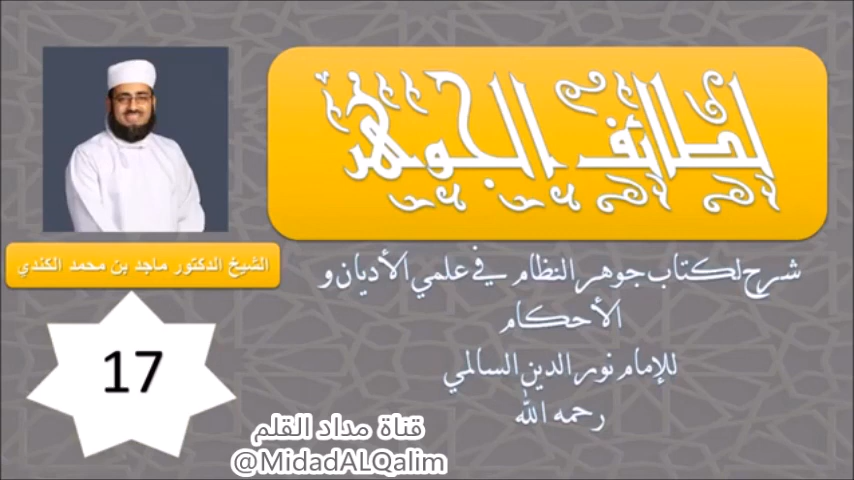 لطائف الجوهر
شرح لكتاب جوهر النظام في علمي الأديان و
الأحكام
للإمام نور الدين السالمي
رحمه الله
الشيخ الدكتور ماجد بن محمد الكندي
17
قناة مداد القلم
@MidadALQalim